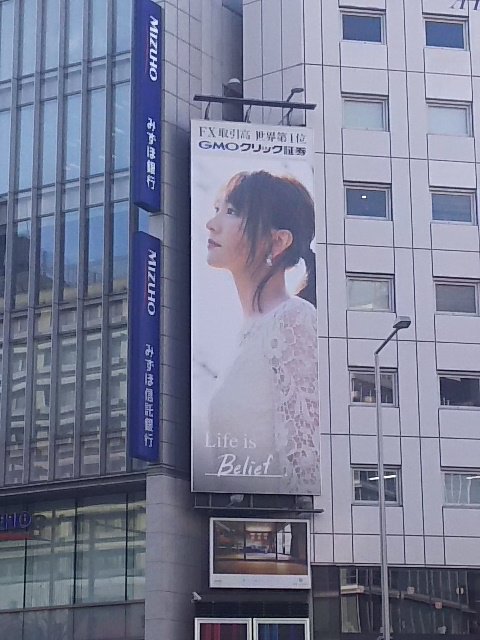 MIZUHO みずほ銀行
MIZUHO みずほ信託銀行
FX取引高 世界第1位
GMOクリック証券
Life is
Belief